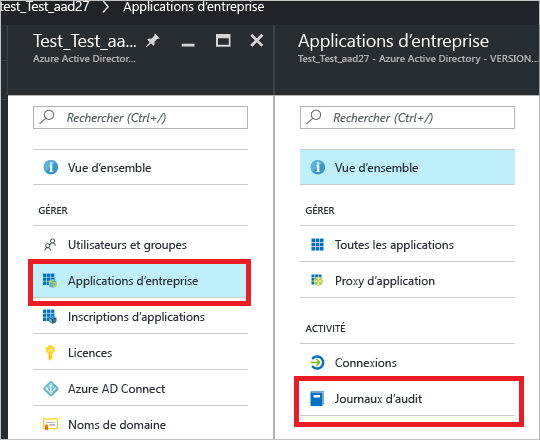 test_Test_aad27 > Applications d'entreprise
Test_Test_aa...
Azure Active Director...
Rechercher (Ctrl+/)
Vue d'ensemble
GÉRER
Utilisateurs et groupes
Applications d'entreprise
Inscriptions d'applications
Licences
Azure AD Connect
Noms de domaine
Applications d'entreprise
Test_Test_aad27 - Azure Active Directory - VERSION...
Rechercher (Ctrl+/)
Vue d'ensemble
GÉRER
Toutes les applications
Proxy d'application
ACTIVITÉ
Connexions
Journaux d'audit